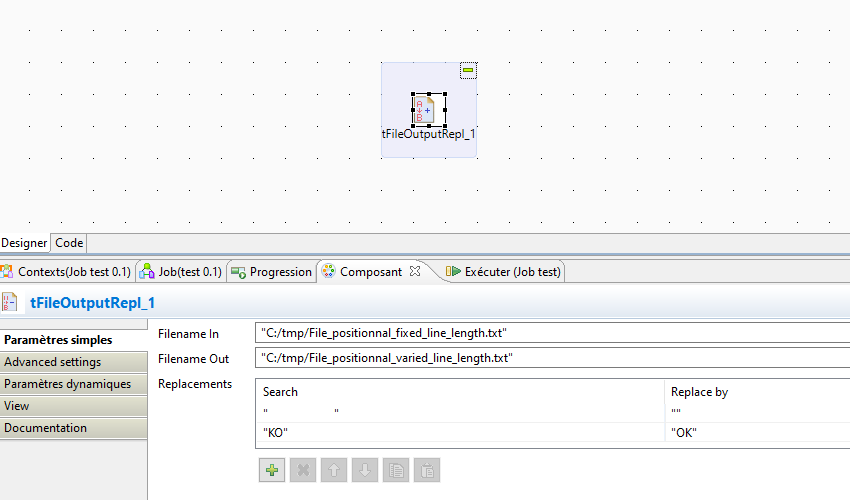 tFileOutputRepl_1
Designer Code
Contexts(Job test 0.1) Job(test 0.1) Progression Composant Exécuter (Job test)
tFileOutputRepl_1
Paramètres simples
Advanced settings
Paramètres dynamiques
View
Documentation
Filename In "C:/tmp/File_positionnal_fixed_line_length.txt"
Filename Out "C:/tmp/File_positionnal_varied_line_length.txt"
Replacements
Search Replace by
"                    " ""
"KO" "OK"